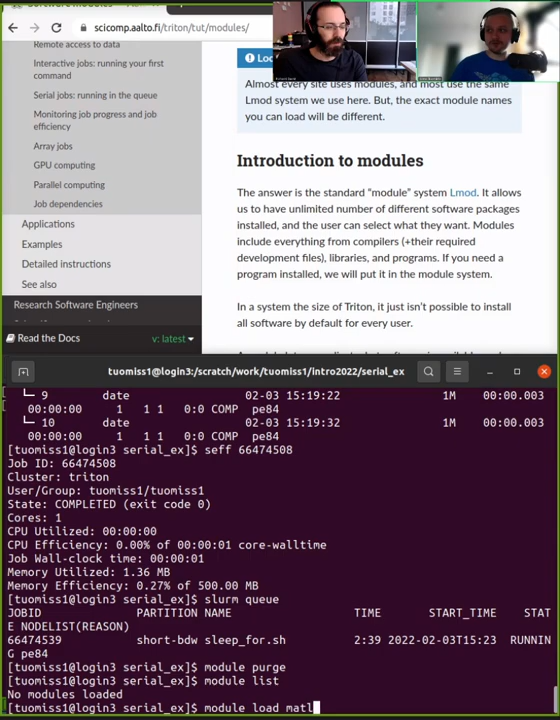 scicomp.aalto.fi/triton/tut/modules/
Remote access to data
Interactive jobs: running your first
command
Serial jobs: running in the queue
Monitoring job progress and job
efficiency
Array jobs
GPU computing
Parallel computing
Job dependencies
Applications
Examples
Detailed instructions
See also
Research Software Engineers
Read the Docs
v: latest
Almost every site uses modules, and most use the same
Lmod system we use here. But, the exact module names
you can load will be different.
Introduction to modules
The answer is the standard “module” system Lmod. It allows
us to have unlimited number of different software packages
installed, and the user can select what they want. Modules
include everything from compilers (+their required
development files), libraries, and programs. If you need a
program installed, we will put it in the module system.
In a system the size of Triton, it just isn’t possible to install
all software by default for every user.
tuomiss1@login3:/scratch/work/tuomiss1/intro2022/serial_ex
└─ 9 date 02-03 15:19:22 1M 00:00.003
00:00:00 1 1 1 0:0 COMP pe84
└─ 10 date 02-03 15:19:32 1M 00:00.003
00:00:00 1 1 1 0:0 COMP pe84
[tuomiss1@login3 serial_ex]$ seff 66474508
Job ID: 66474508
Cluster: triton
User/Group: tuomiss1/tuomiss1
State: COMPLETED (exit code 0)
Cores: 1
CPU Utilized: 00:00:00
CPU Efficiency: 0.00% of 00:00:01 core-walltime
Job Wall-clock time: 00:00:01
Memory Utilized: 1.36 MB
Memory Efficiency: 0.27% of 500.00 MB
[tuomiss1@login3 serial_ex]$ slurm queue
JOBID PARTITION NAME TIME START_TIME STAT
E NODELIST(REASON)
66474539 short-bdw sleep_for.sh 2:39 2022-02-03T15:23 RUNNIN
G pe84
[tuomiss1@login3 serial_ex]$ module purge
[tuomiss1@login3 serial_ex]$ module list
No modules loaded
[tuomiss1@login3 serial_ex]$ module load matl